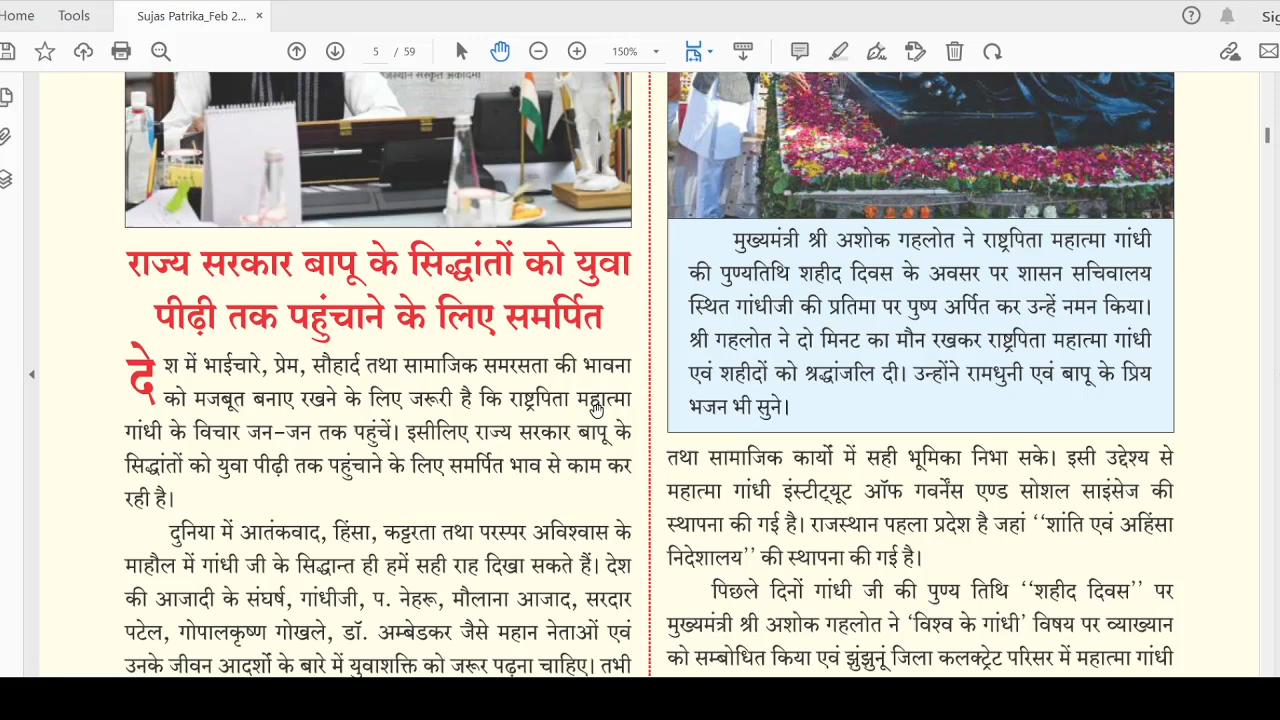 Home
Tools
Sujas Patrika_Feb 2... ×
Sig
5 / 59
150%
राज्य सरकार बापू के सिद्धांतों को युवा
पीढ़ी तक पहुंचाने के लिए समर्पित
देश में भाईचारे, प्रेम, सौहार्द तथा सामाजिक समरसता की भावना
को मजबूत बनाए रखने के लिए जरूरी है कि राष्ट्रपिता महात्मा
गांधी के विचार जन-जन तक पहुंचें। इसीलिए राज्य सरकार बापू के
सिद्धांतों को युवा पीढ़ी तक पहुंचाने के लिए समर्पित भाव से काम कर
रही है।
दुनिया में आतंकवाद, हिंसा, कट्टरता तथा परस्पर अविश्वास के
माहौल में गांधी जी के सिद्धान्त ही हमें सही राह दिखा सकते हैं। देश
की आजादी के संघर्ष, गांधीजी, प. नेहरू, मौलाना आजाद, सरदार
पटेल, गोपालकृष्ण गोखले, डॉ. अम्बेडकर जैसे महान नेताओं एवं
उनके जीवन आदर्शों के बारे में युवाशक्ति को जरूर पढ़ना चाहिए। तभी
मुख्यमंत्री श्री अशोक गहलोत ने राष्ट्रपिता महात्मा गांधी
की पुण्यतिथि शहीद दिवस के अवसर पर शासन सचिवालय
स्थित गांधीजी की प्रतिमा पर पुष्प अर्पित कर उन्हें नमन किया।
श्री गहलोत ने दो मिनट का मौन रखकर राष्ट्रपिता महात्मा गांधी
एवं शहीदों को श्रद्धांजलि दी। उन्होंने रामधुनी एवं बापू के प्रिय
भजन भी सुने।
तथा सामाजिक कार्यों में सही भूमिका निभा सके। इसी उद्देश्य से
महात्मा गांधी इंस्टीट्यूट ऑफ गवर्नेंस एण्ड सोशल साइंसेज की
स्थापना की गई है। राजस्थान पहला प्रदेश है जहां ‘‘शांति एवं अहिंसा
निदेशालय’’ की स्थापना की गई है।
पिछले दिनों गांधी जी की पुण्य तिथि ‘‘शहीद दिवस’’ पर
मुख्यमंत्री श्री अशोक गहलोत ने ‘विश्व के गांधी’ विषय पर व्याख्यान
को सम्बोधित किया एवं झुंझुनूं जिला कलक्ट्रेट परिसर में महात्मा गांधी